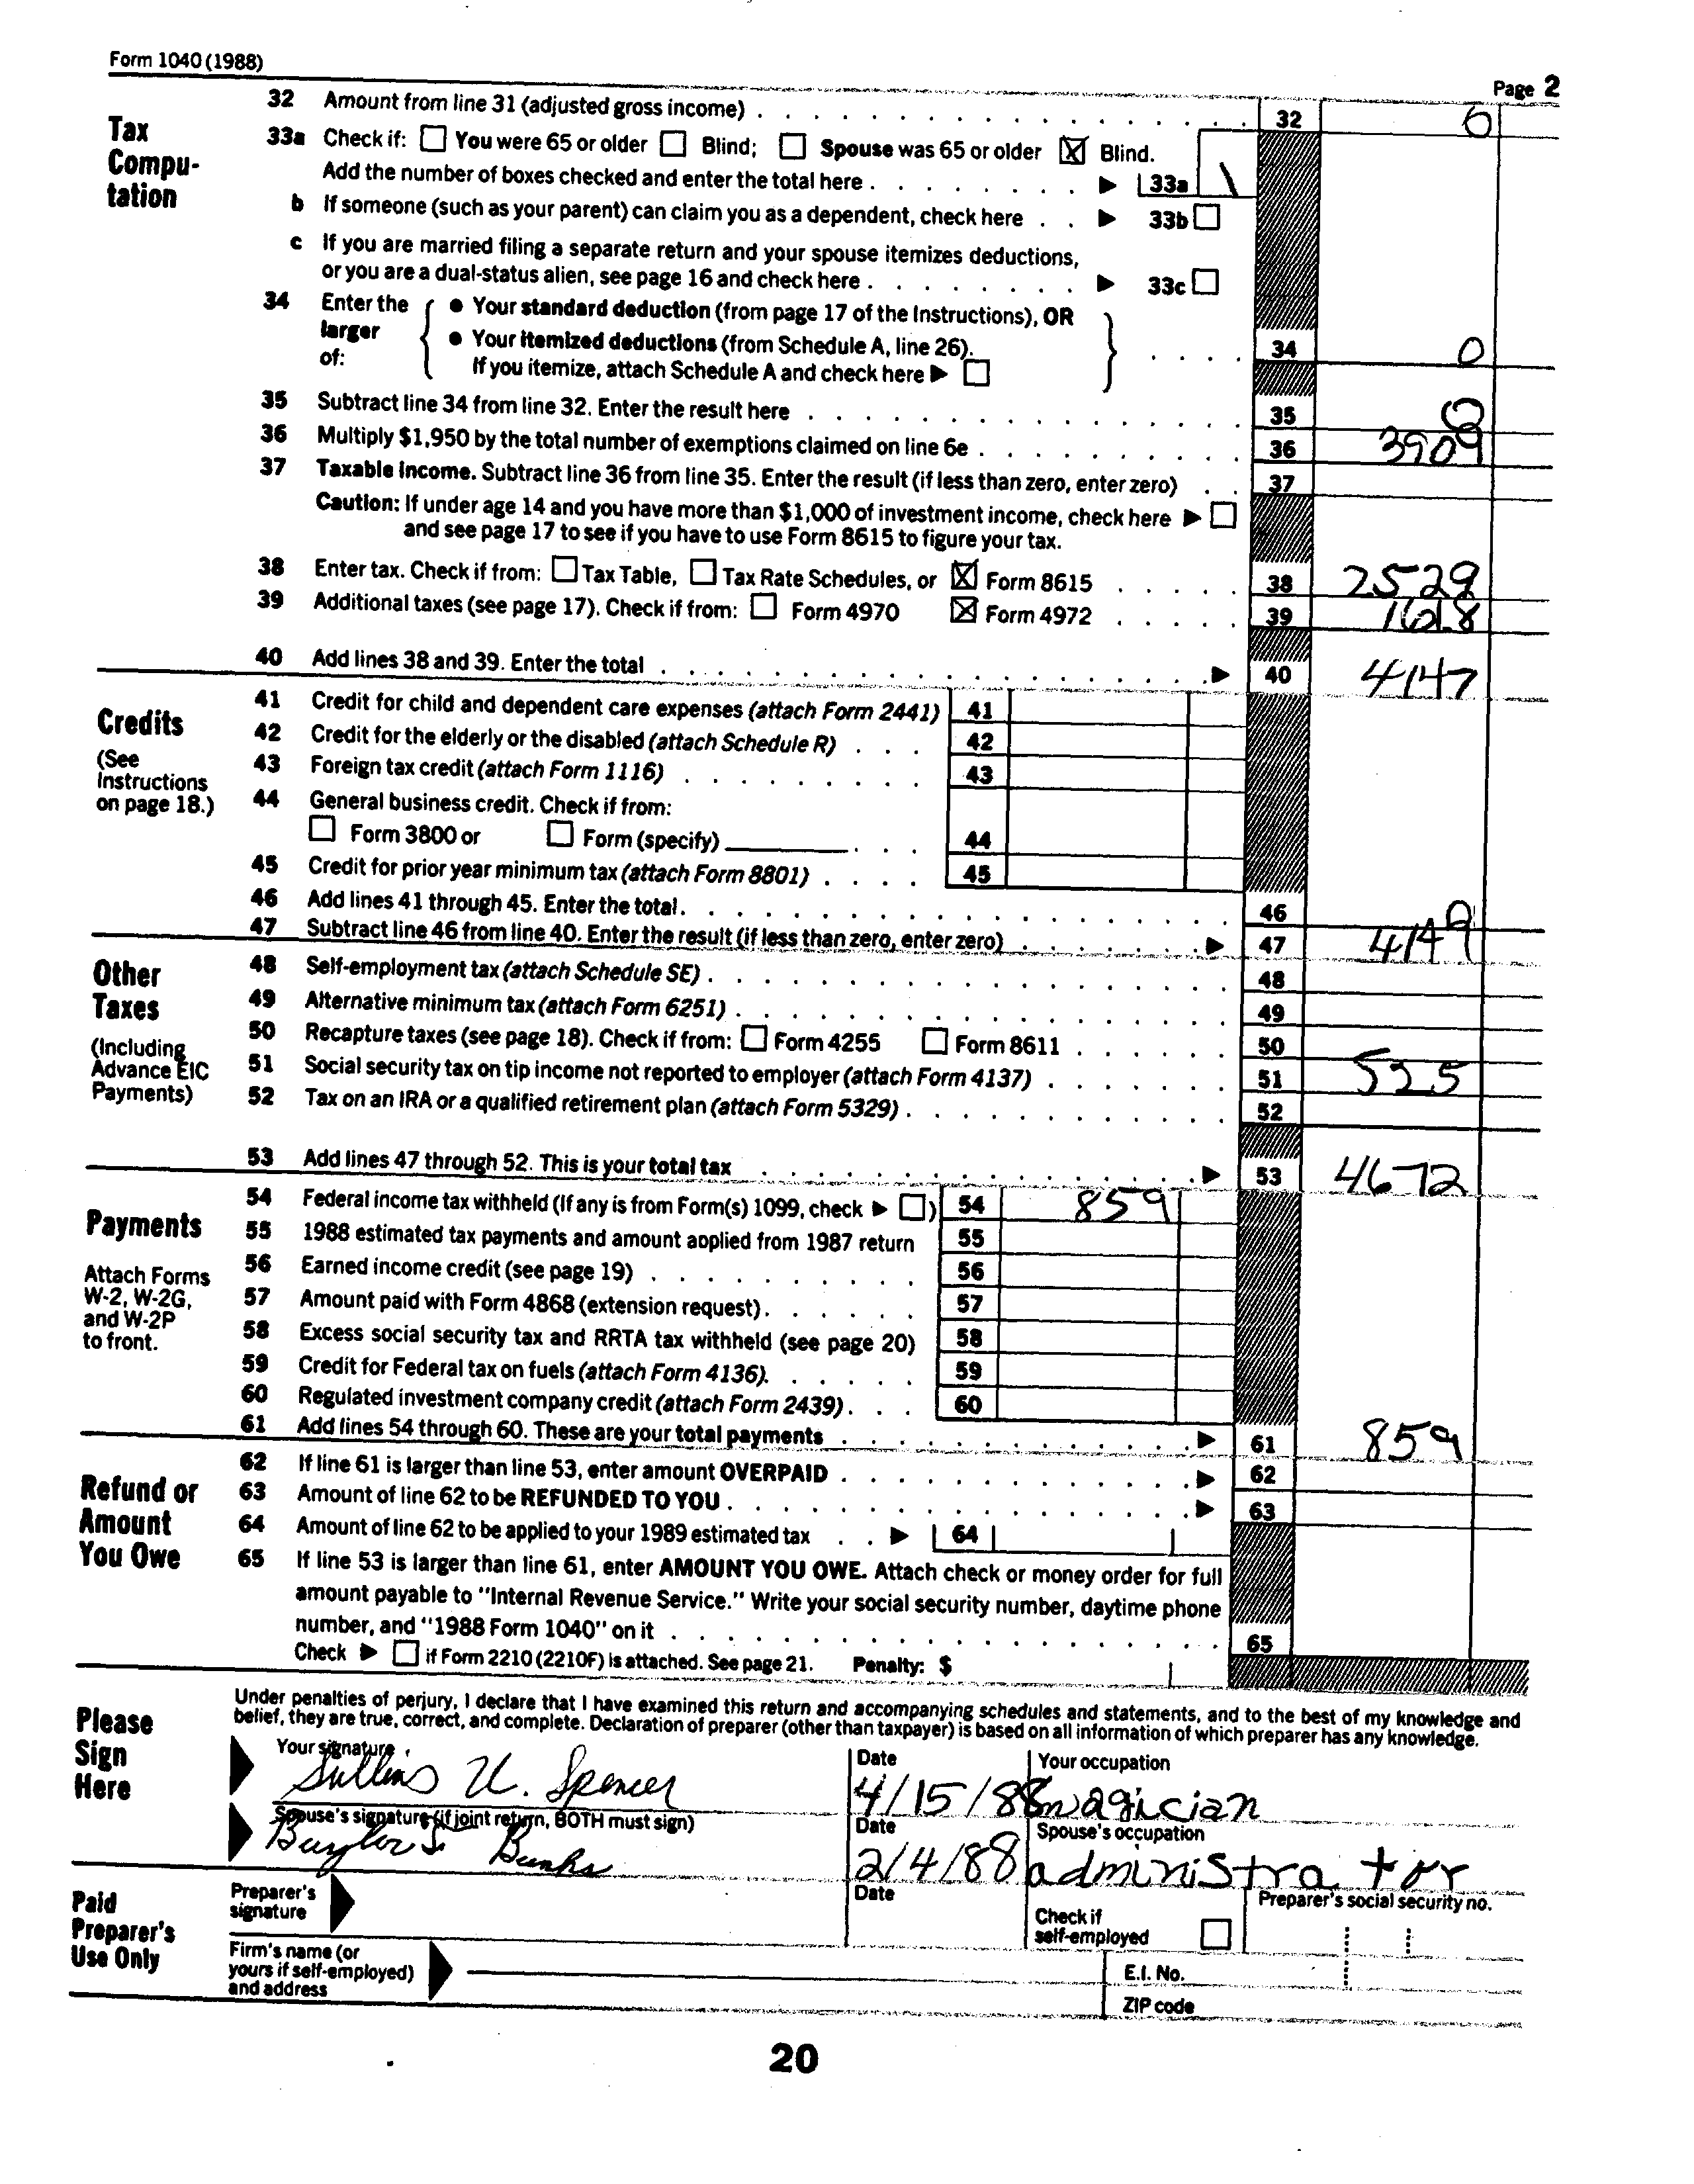 Form 1040 (1988)
Page 2
Tax Compu-tation
32 Amount from line 31 (adjusted gross income) 32 0
33a Check if: You were 65 or older Blind; Spouse was 65 or older X Blind.
Add the number of boxes checked and enter the total here 33a 1
b If someone (such as your parent) can claim you as a dependent, check here 33b
c If you are married filing a separate return and your spouse itemizes deductions,
or you are a dual-status alien, see page 16 and check here 33c
34 Enter the larger of:
● Your standard deduction (from page 17 of the Instructions), OR
● Your itemized deductions (from Schedule A, line 26).
If you itemize, attach Schedule A and check here 34 0
35 Subtract line 34 from line 32. Enter the result here 35 0
36 Multiply $1,950 by the total number of exemptions claimed on line 6e 36 3909
37 Taxable income. Subtract line 36 from line 35. Enter the result (if less than zero, enter zero) 37
Caution: If under age 14 and you have more than $1,000 of investment income, check here
and see page 17 to see if you have to use Form 8615 to figure your tax.
38 Enter tax. Check if from: Tax Table, Tax Rate Schedules, or X Form 8615 38 2529
39 Additional taxes (see page 17). Check if from: Form 4970 X Form 4972 39 1618
40 Add lines 38 and 39. Enter the total 40 4147
Credits
(See Instructions on page 18.)
41 Credit for child and dependent care expenses (attach Form 2441) 41
42 Credit for the elderly or the disabled (attach Schedule R) 42
43 Foreign tax credit (attach Form 1116) 43
44 General business credit. Check if from:
Form 3800 or Form (specify) 44
45 Credit for prior year minimum tax (attach Form 8801) 45
46 Add lines 41 through 45. Enter the total. 46 0
47 Subtract line 46 from line 40. Enter the result (if less than zero, enter zero) 47 4147
Other Taxes
(Including Advance EIC Payments)
48 Self-employment tax (attach Schedule SE) 48
49 Alternative minimum tax (attach Form 6251) 49
50 Recapture taxes (see page 18). Check if from: Form 4255 Form 8611 50
51 Social security tax on tip income not reported to employer (attach Form 4137) 51 525
52 Tax on an IRA or a qualified retirement plan (attach Form 5329) 52
53 Add lines 47 through 52. This is your total tax 53 4672
Payments
Attach Forms W-2, W-2G, and W-2P to front.
54 Federal income tax withheld (If any is from Form(s) 1099, check ) 54 859
55 1988 estimated tax payments and amount applied from 1987 return 55
56 Earned income credit (see page 19) 56
57 Amount paid with Form 4868 (extension request) 57
58 Excess social security tax and RRTA tax withheld (see page 20) 58
59 Credit for Federal tax on fuels (attach Form 4136). 59
60 Regulated investment company credit (attach Form 2439) 60
61 Add lines 54 through 60. These are your total payments 61 859
Refund or Amount You Owe
62 If line 61 is larger than line 53, enter amount OVERPAID 62
63 Amount of line 62 to be REFUNDED TO YOU 63
64 Amount of line 62 to be applied to your 1989 estimated tax 64
65 If line 53 is larger than line 61, enter AMOUNT YOU OWE. Attach check or money order for full
amount payable to "Internal Revenue Service." Write your social security number, daytime phone
number, and "1988 Form 1040" on it 65
Check if Form 2210 (2210F) is attached. See page 21. Penalty: $
Please Sign Here
Under penalties of perjury, I declare that I have examined this return and accompanying schedules and statements, and to the best of my knowledge and
belief, they are true, correct, and complete. Declaration of preparer (other than taxpayer) is based on all information of which preparer has any knowledge.
Your signature Date Your occupation
Sullins U. Spencer 4/15/88 magician
Spouse's signature (if joint return, BOTH must sign) Date Spouse's occupation
Bunks 2/4/88 administrator
Paid Preparer's Use Only
Preparer's signature Date
Check if self-employed
Preparer's social security no.
Firm's name (or yours if self-employed) and address
E.I. No.
ZIP code
20